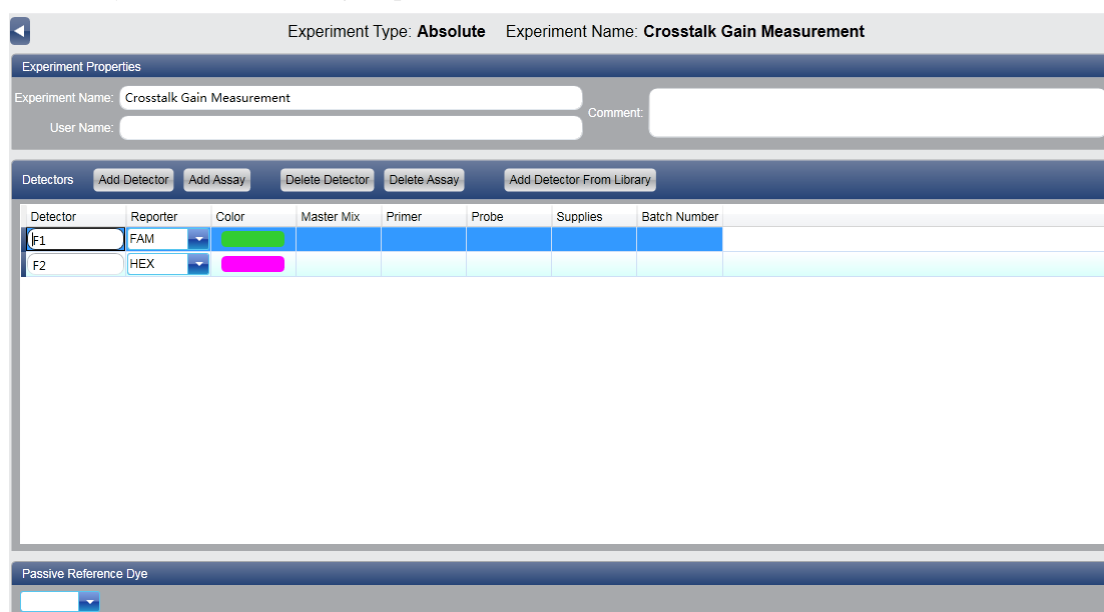 Experiment Type: Absolute Experiment Name: Crosstalk Gain Measurement
Experiment Properties
Experiment Name: Crosstalk Gain Measurement
Comment:
User Name:
Detectors Add Detector Add Assay Delete Detector Delete Assay Add Detector From Library
Detector Reporter Color Master Mix Primer Probe Supplies Batch Number
F1 FAM
F2 HEX
Passive Reference Dye